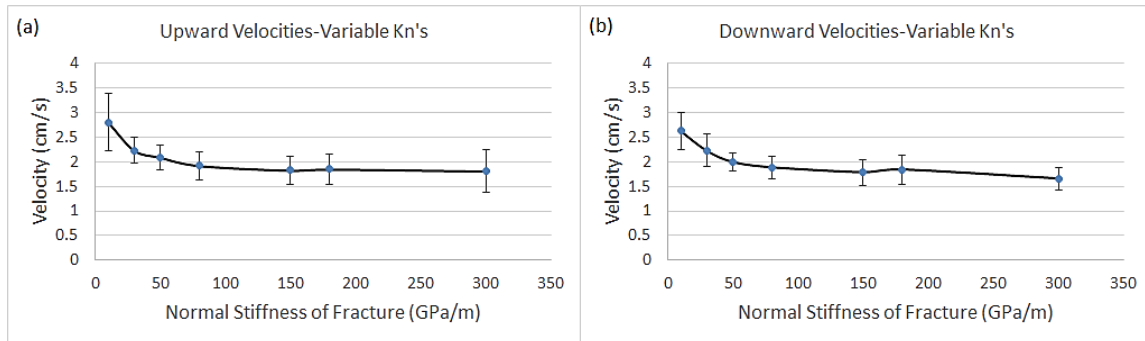 (a)
Upward Velocities-Variable Kn's
Velocity (cm/s)
4
3.5
3
2.5
2
1.5
1
0.5
0
0 50 100 150 200 250 300 350
Normal Stiffness of Fracture (GPa/m)
(b)
Downward Velocities-Variable Kn's
Velocity (cm/s)
4
3.5
3
2.5
2
1.5
1
0.5
0
0 50 100 150 200 250 300 350
Normal Stiffness of Fracture (GPa/m)